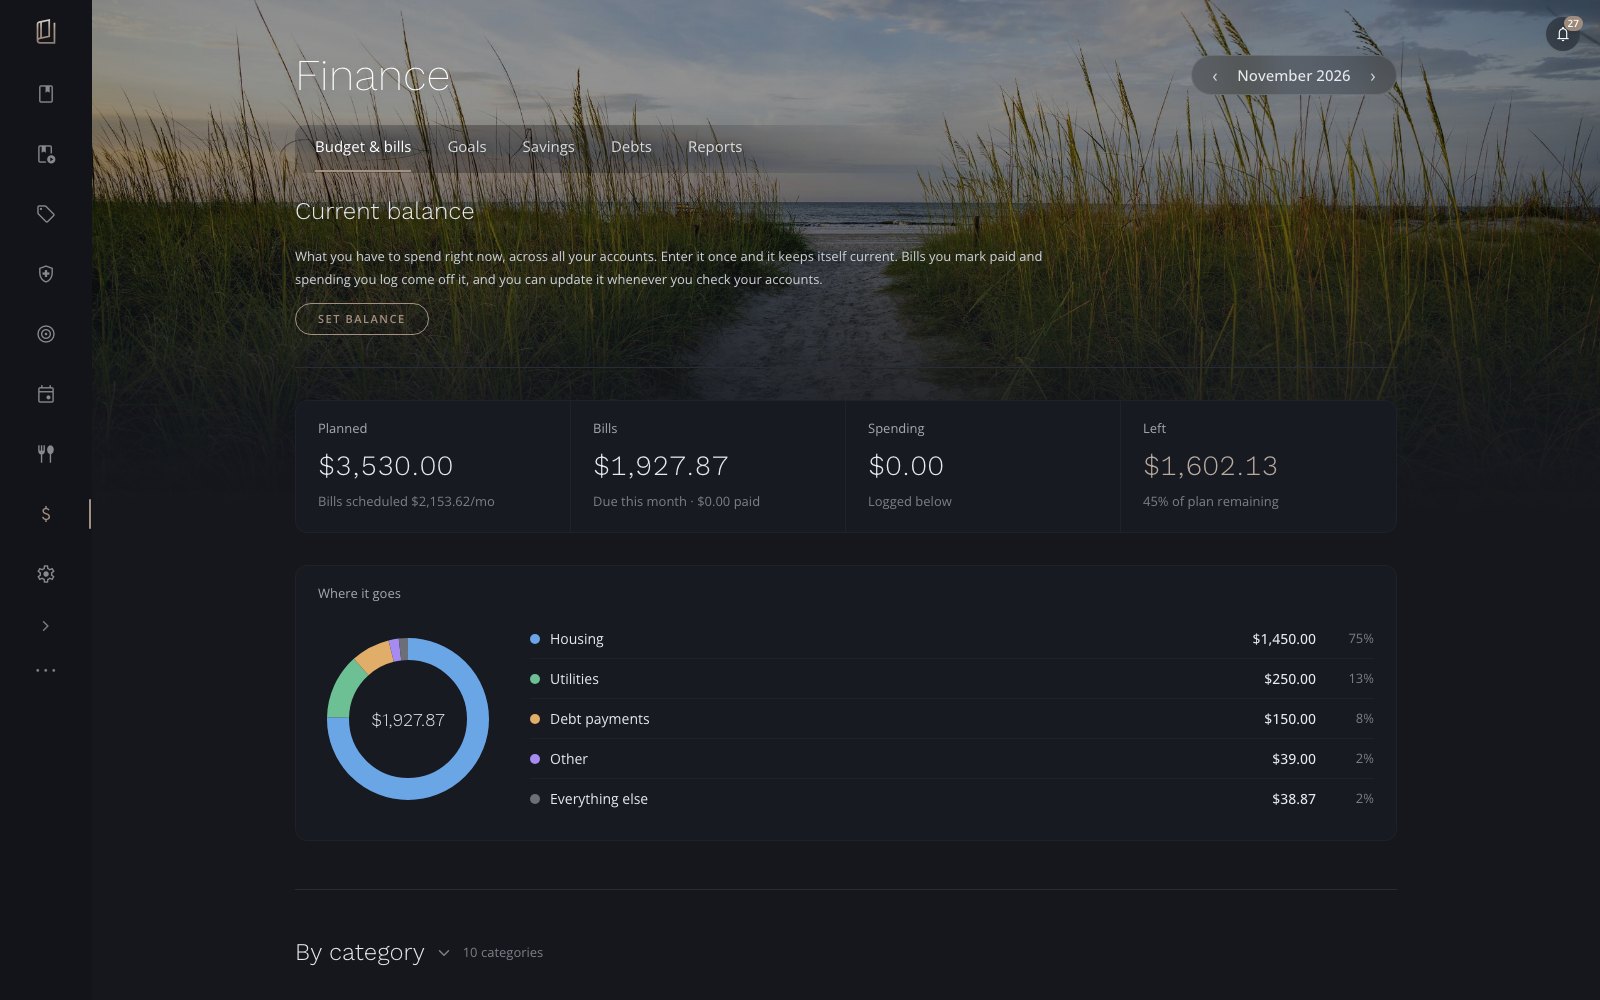 27
Finance
‹ November 2026 ›
Budget & bills Goals Savings Debts Reports
Current balance
What you have to spend right now, across all your accounts. Enter it once and it keeps itself current. Bills you mark paid and
spending you log come off it, and you can update it whenever you check your accounts.
SET BALANCE
Planned
$3,530.00
Bills scheduled $2,153.62/mo
Bills
$1,927.87
Due this month · $0.00 paid
Spending
$0.00
Logged below
Left
$1,602.13
45% of plan remaining
$
Where it goes
$1,927.87
Housing $1,450.00 75%
Utilities $250.00 13%
Debt payments $150.00 8%
Other $39.00 2%
Everything else $38.87 2%
By category 10 categories